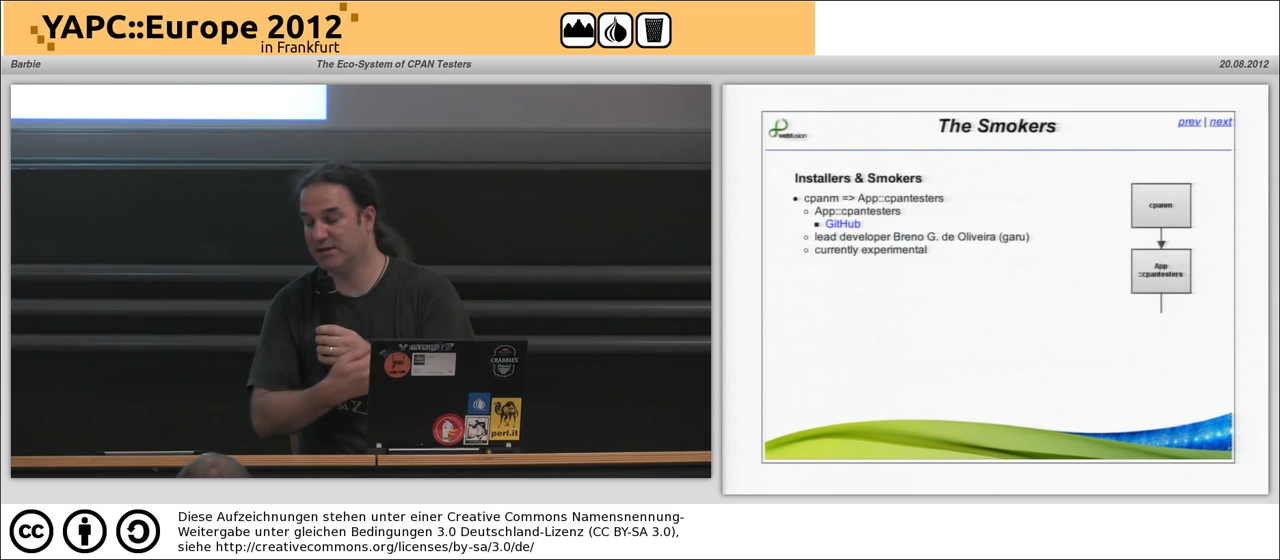 YAPC::Europe 2012
in Frankfurt
Barbie
The Eco-System of CPAN Testers
20.08.2012
CRABBIE'S
perl.it
webfusion
The Smokers
prev | next
Installers & Smokers
cpanm => App::cpantesters
App::cpantesters
GitHub
lead developer Breno G. de Oliveira (garu)
currently experimental
cpanm
App
::cpantesters
cc
Diese Aufzeichnungen stehen unter einer Creative Commons Namensnennung-
Weitergabe unter gleichen Bedingungen 3.0 Deutschland-Lizenz (CC BY-SA 3.0),
siehe http://creativecommons.org/licenses/by-sa/3.0/de/